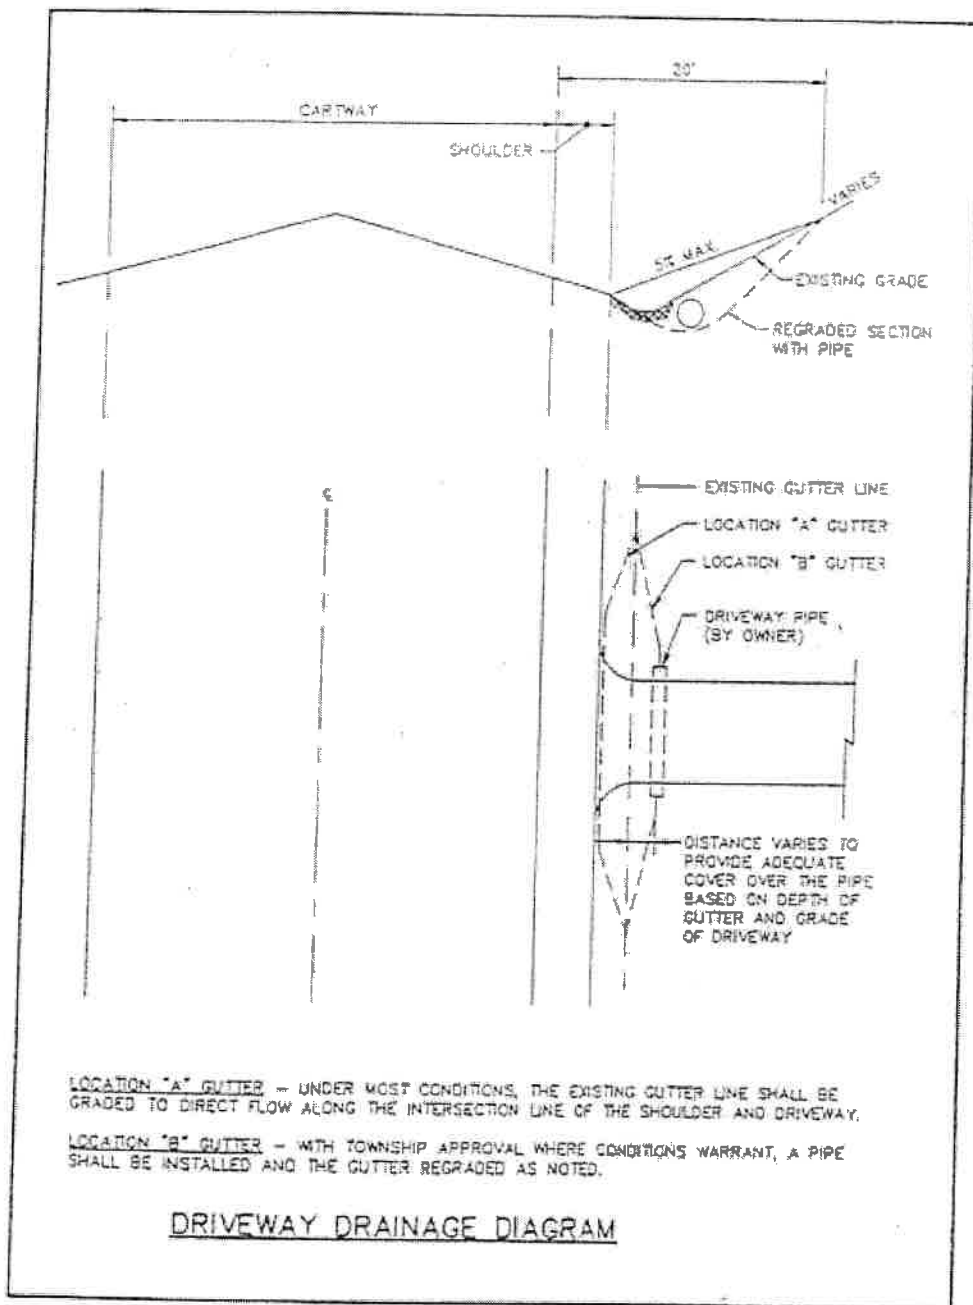 20'
CARTWAY
SHOULDER
VARIES
5% MAX.
EXISTING GRADE
REGRADED SECTION
WITH PIPE
EXISTING GUTTER LINE
℄
LOCATION "A" GUTTER
LOCATION "B" GUTTER
DRIVEWAY PIPE
(BY OWNER)
DISTANCE VARIES TO
PROVIDE ADEQUATE
COVER OVER THE PIPE
BASED ON DEPTH OF
GUTTER AND GRADE
OF DRIVEWAY
LOCATION "A" GUTTER – UNDER MOST CONDITIONS, THE EXISTING GUTTER LINE SHALL BE
GRADED TO DIRECT FLOW ALONG THE INTERSECTION LINE OF THE SHOULDER AND DRIVEWAY.
LOCATION "B" GUTTER – WITH TOWNSHIP APPROVAL WHERE CONDITIONS WARRANT, A PIPE
SHALL BE INSTALLED AND THE GUTTER REGRADED AS NOTED.
DRIVEWAY DRAINAGE DIAGRAM